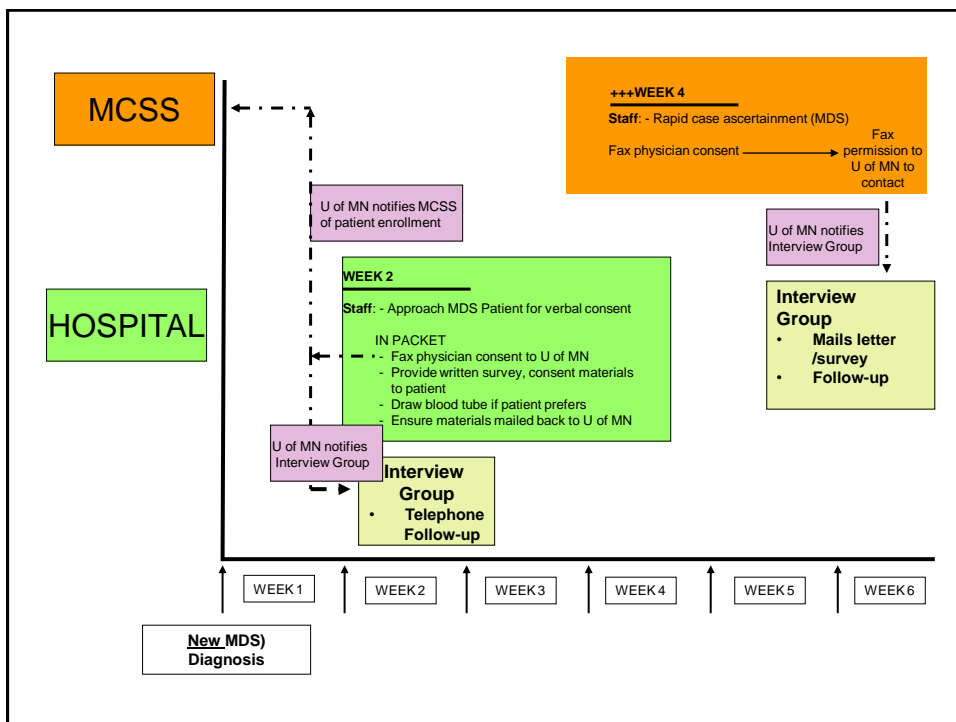 MCSS
+++WEEK 4
Staff: - Rapid case ascertainment (MDS)
Fax physician consent
Fax
permission to
U of MN to
contact
U of MN notifies MCSS
of patient enrollment
U of MN notifies
Interview Group
HOSPITAL
WEEK 2
Staff: - Approach MDS Patient for verbal consent
IN PACKET
- Fax physician consent to U of MN
- Provide written survey, consent materials
to patient
- Draw blood tube if patient prefers
- Ensure materials mailed back to U of MN
Interview
Group
• Mails letter
/survey
• Follow-up
U of MN notifies
Interview Group
Interview
Group
• Telephone
Follow-up
WEEK 1
WEEK 2
WEEK 3
WEEK 4
WEEK 5
WEEK 6
New MDS)
Diagnosis